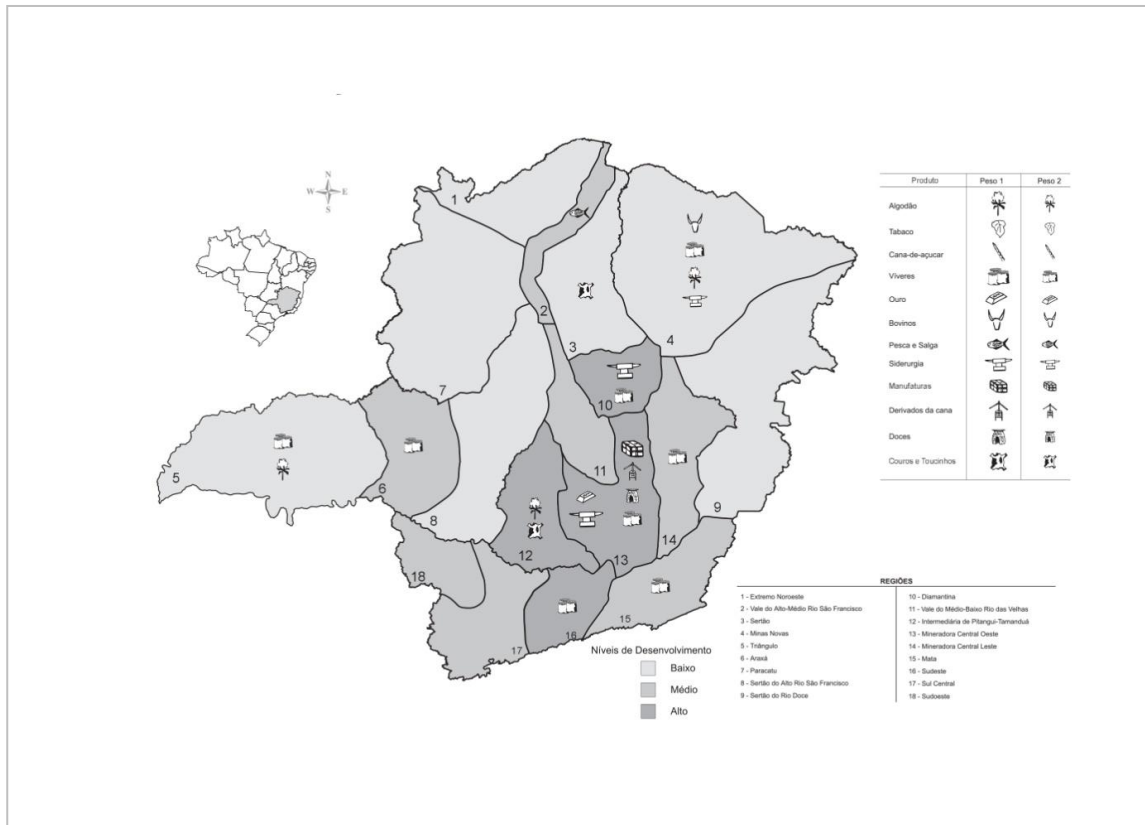 N
W E
S
1
2
3
4
5
6
7
8
9
10
11
12
13
14
15
16
17
18
Produto Peso 1 Peso 2
Algodão
Tabaco
Cana-de-açucar
Víveres
Ouro
Bovinos
Pesca e Salga
Siderurgia
Manufaturas
Derivados da cana
Doces
Couros e Toucinhos
Níveis de Desenvolvimento
Baixo
Médio
Alto
REGIÕES
1 - Extremo Noroeste
2 - Vale do Alto-Médio Rio São Francisco
3 - Sertão
4 - Minas Novas
5 - Triângulo
6 - Araxá
7 - Paracatu
8 - Sertão do Alto Rio São Francisco
9 - Sertão do Rio Doce
10 - Diamantina
11 - Vale do Médio-Baixo Rio das Velhas
12 - Intermediária de Pitangui-Tamanduá
13 - Mineradora Central Oeste
14 - Mineradora Central Leste
15 - Mata
16 - Sudeste
17 - Sul Central
18 - Sudoeste